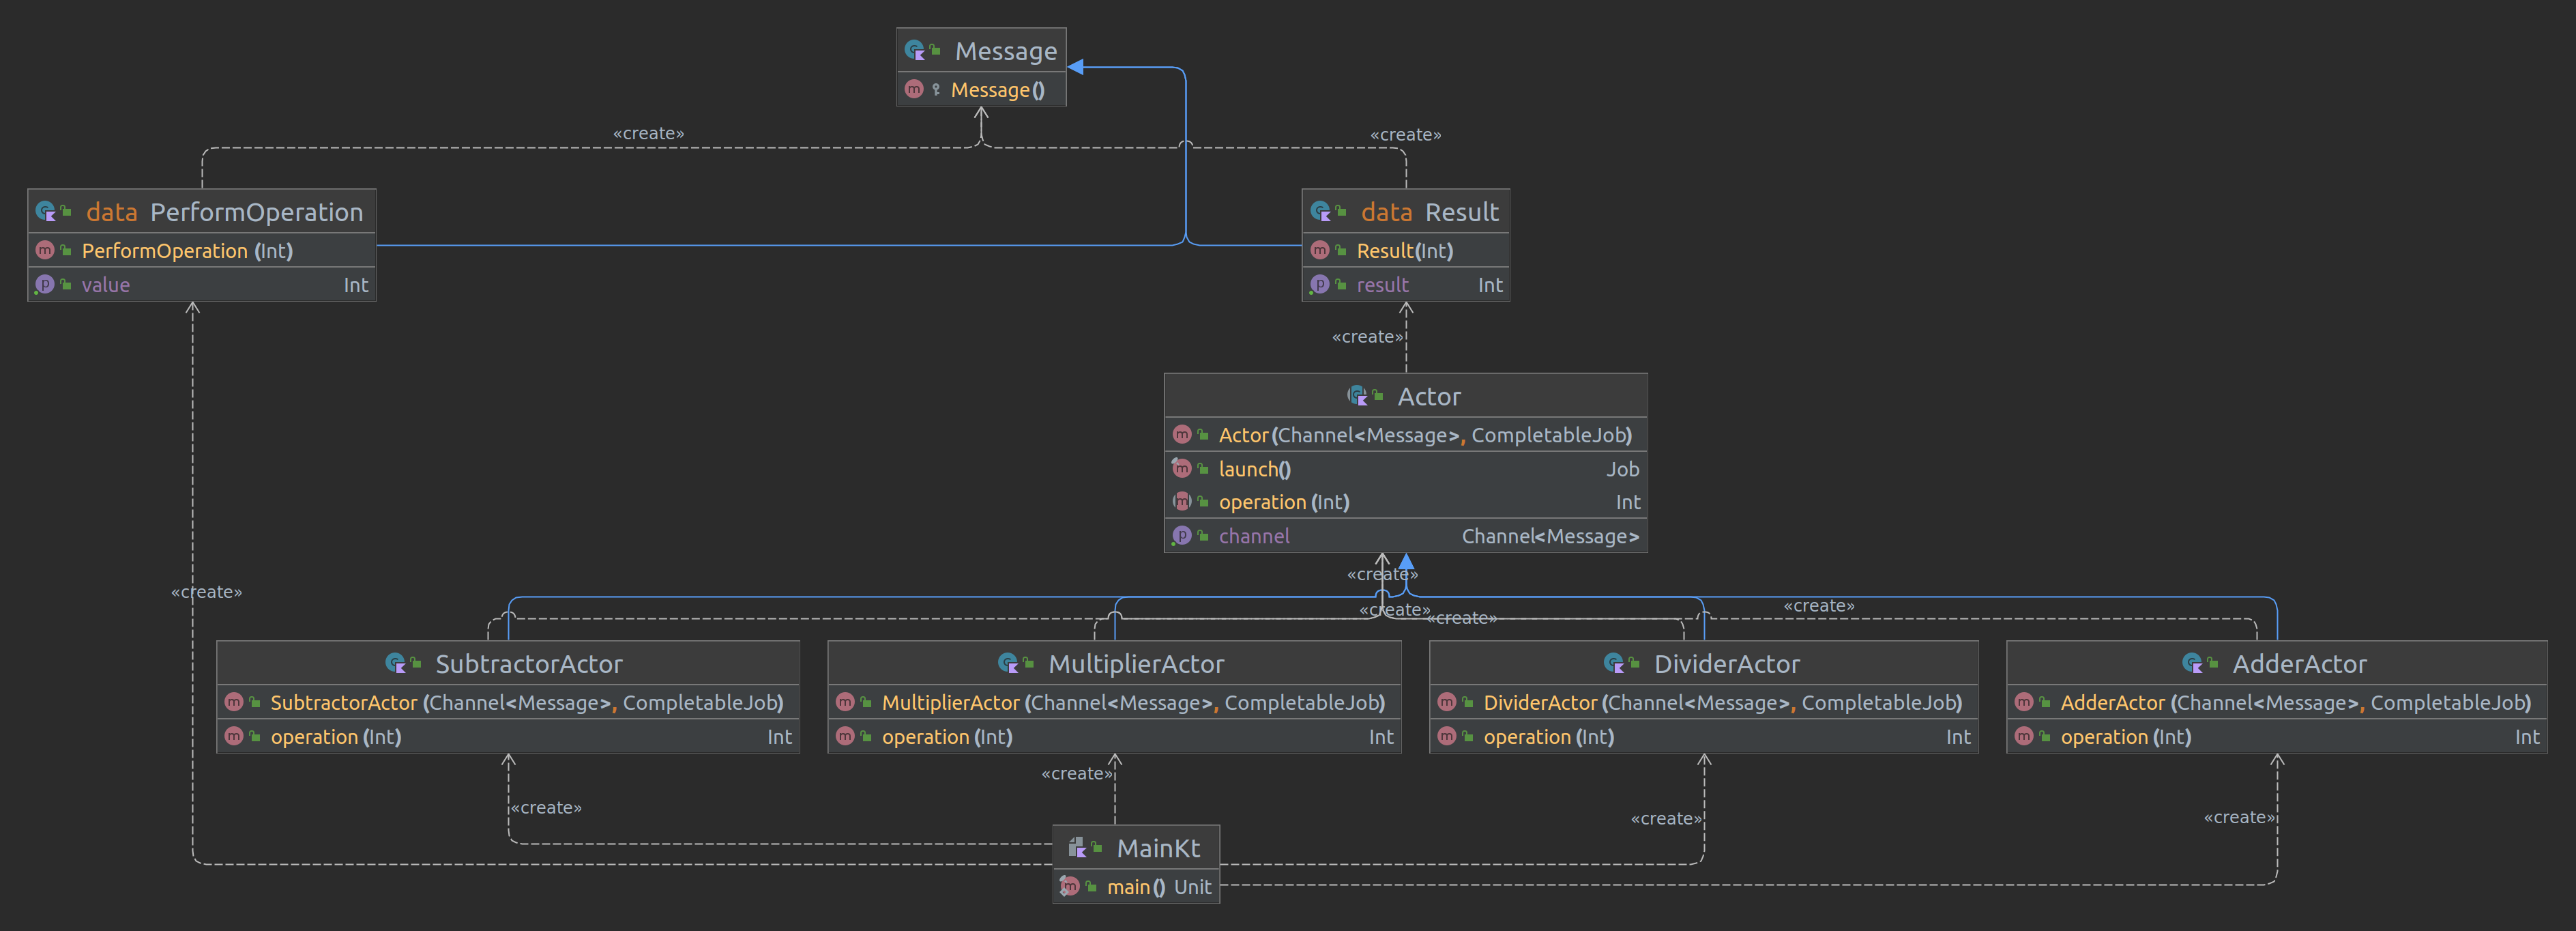 Message
Message()
«create»
«create»
data PerformOperation
PerformOperation (Int)
value Int
data Result
Result(Int)
result Int
«create»
Actor
Actor (Channel<Message>, CompletableJob)
launch() Job
operation (Int) Int
channel Channel<Message>
«create»
«create»
«create»
«create»
«create»
SubtractorActor
SubtractorActor (Channel<Message>, CompletableJob)
operation (Int) Int
MultiplierActor
MultiplierActor (Channel<Message>, CompletableJob)
operation (Int) Int
DividerActor
DividerActor (Channel<Message>, CompletableJob)
operation (Int) Int
AdderActor
AdderActor (Channel<Message>, CompletableJob)
operation (Int) Int
«create»
«create»
«create»
«create»
MainKt
main() Unit